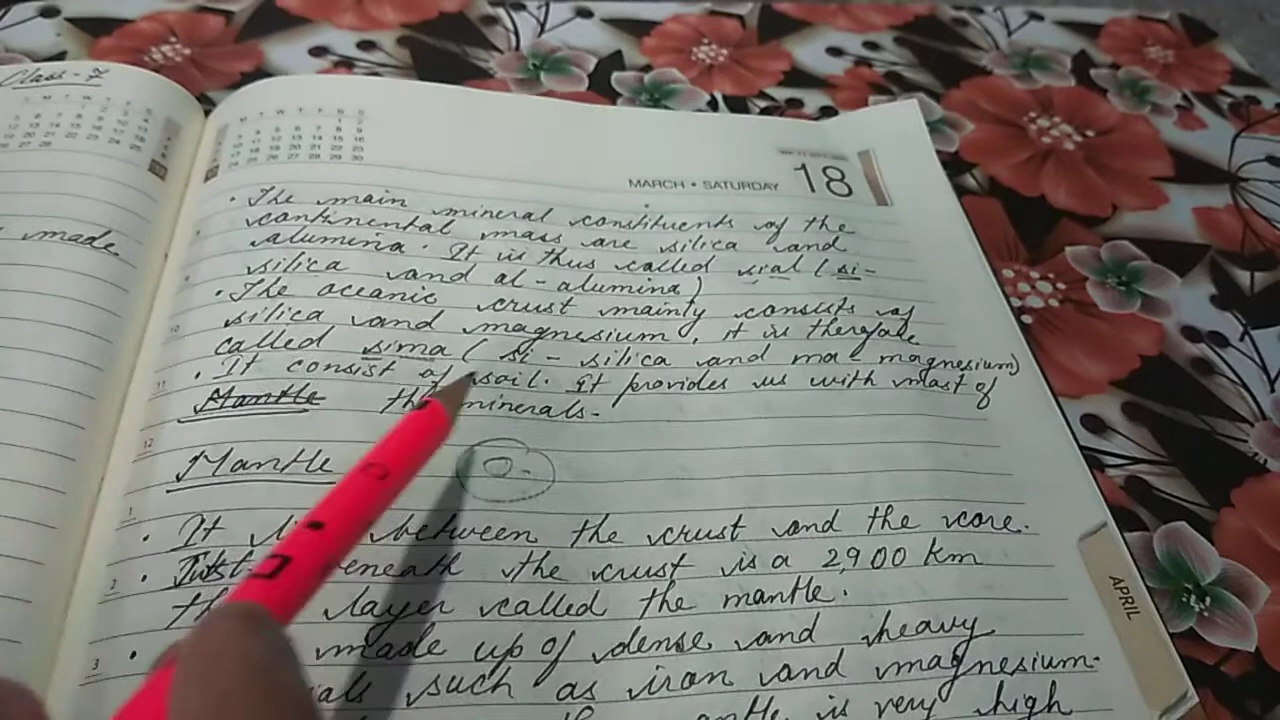 Class-7
made
MARCH • SATURDAY 18
• The main mineral constituents of the
continental mass are silica and
alumina. It is thus called sial (si-
silica and al-alumina)
• The oceanic crust mainly consists of
silica and magnesium, it is therefore
called sima (si - silica and ma - magnesium)
• It consist of soil. It provides us with most of
Mantle the minerals.
Mantle
• It between the crust and the core.
• Just beneath the crust is a 2,900 km
layer called the mantle.
• made up of dense and heavy
such as iron and magnesium.
is very high
APRIL